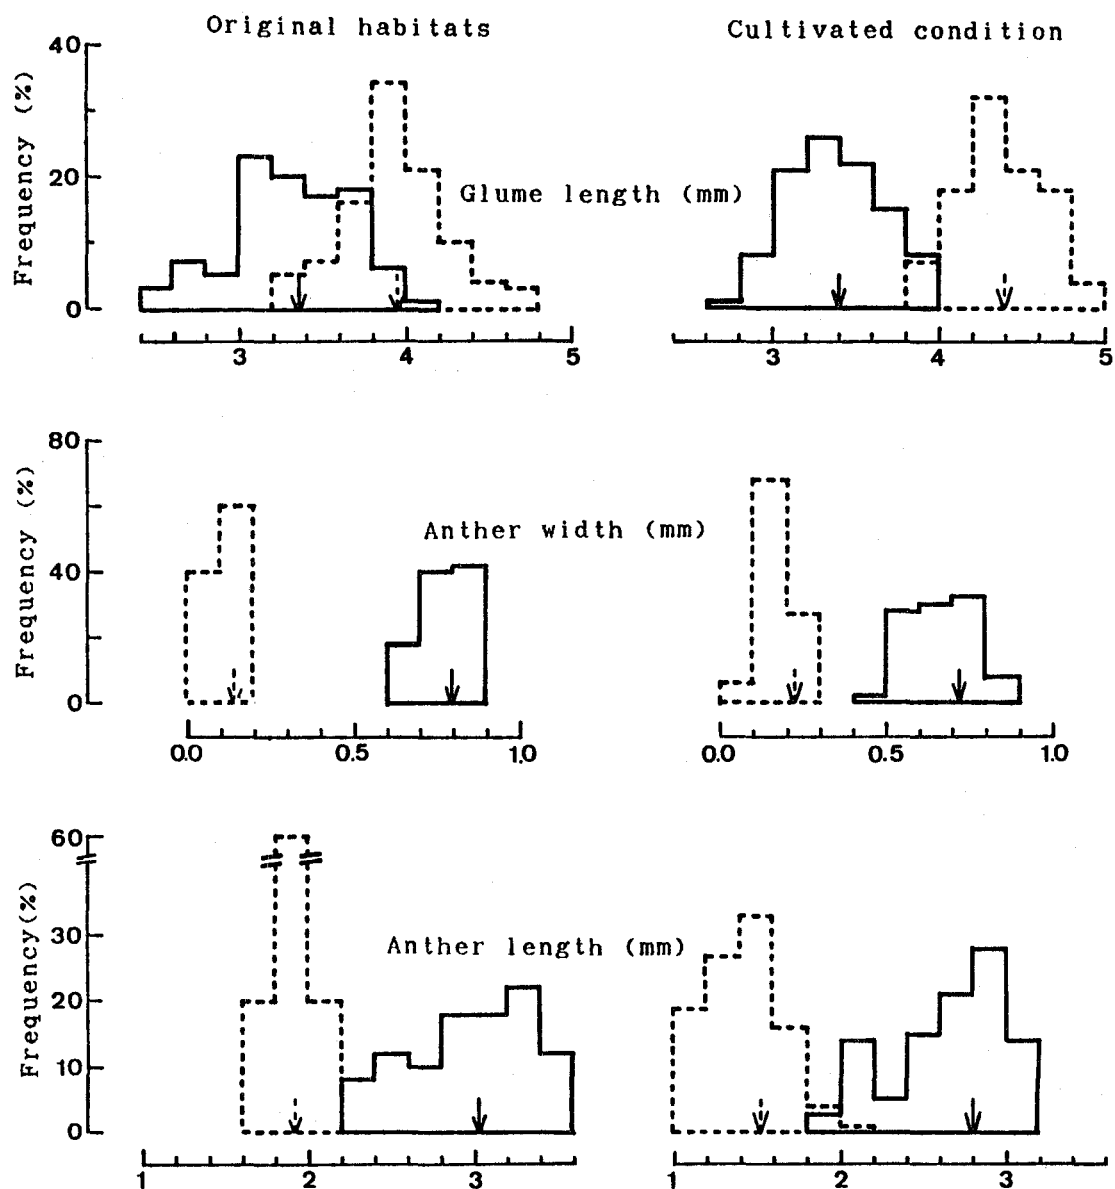 Original habitats
Cultivated condition
Frequency (%)
40
20
0
Glume length (mm)
3 4 5
3 4 5
Frequency (%)
80
40
0
Anther width (mm)
0.0 0.5 1.0
0.0 0.5 1.0
Frequency(%)
60
30
20
10
0
Anther length (mm)
1 2 3
1 2 3